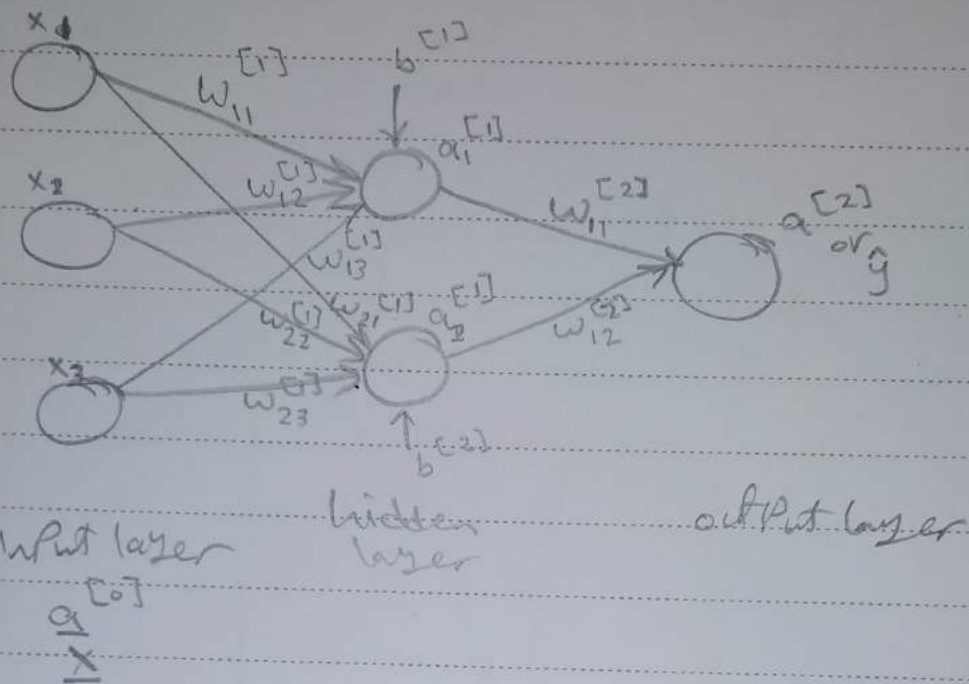 x1
w11[1]
b[1]
a1[1]
x2
w12[1]
w11[2]
a[2]
or ŷ
w13[1]
w22[1]
w21[1]
a2[1]
w12[2]
x3
w23[1]
b[2]
input layer
hidden
layer
output layer
a[0]
X